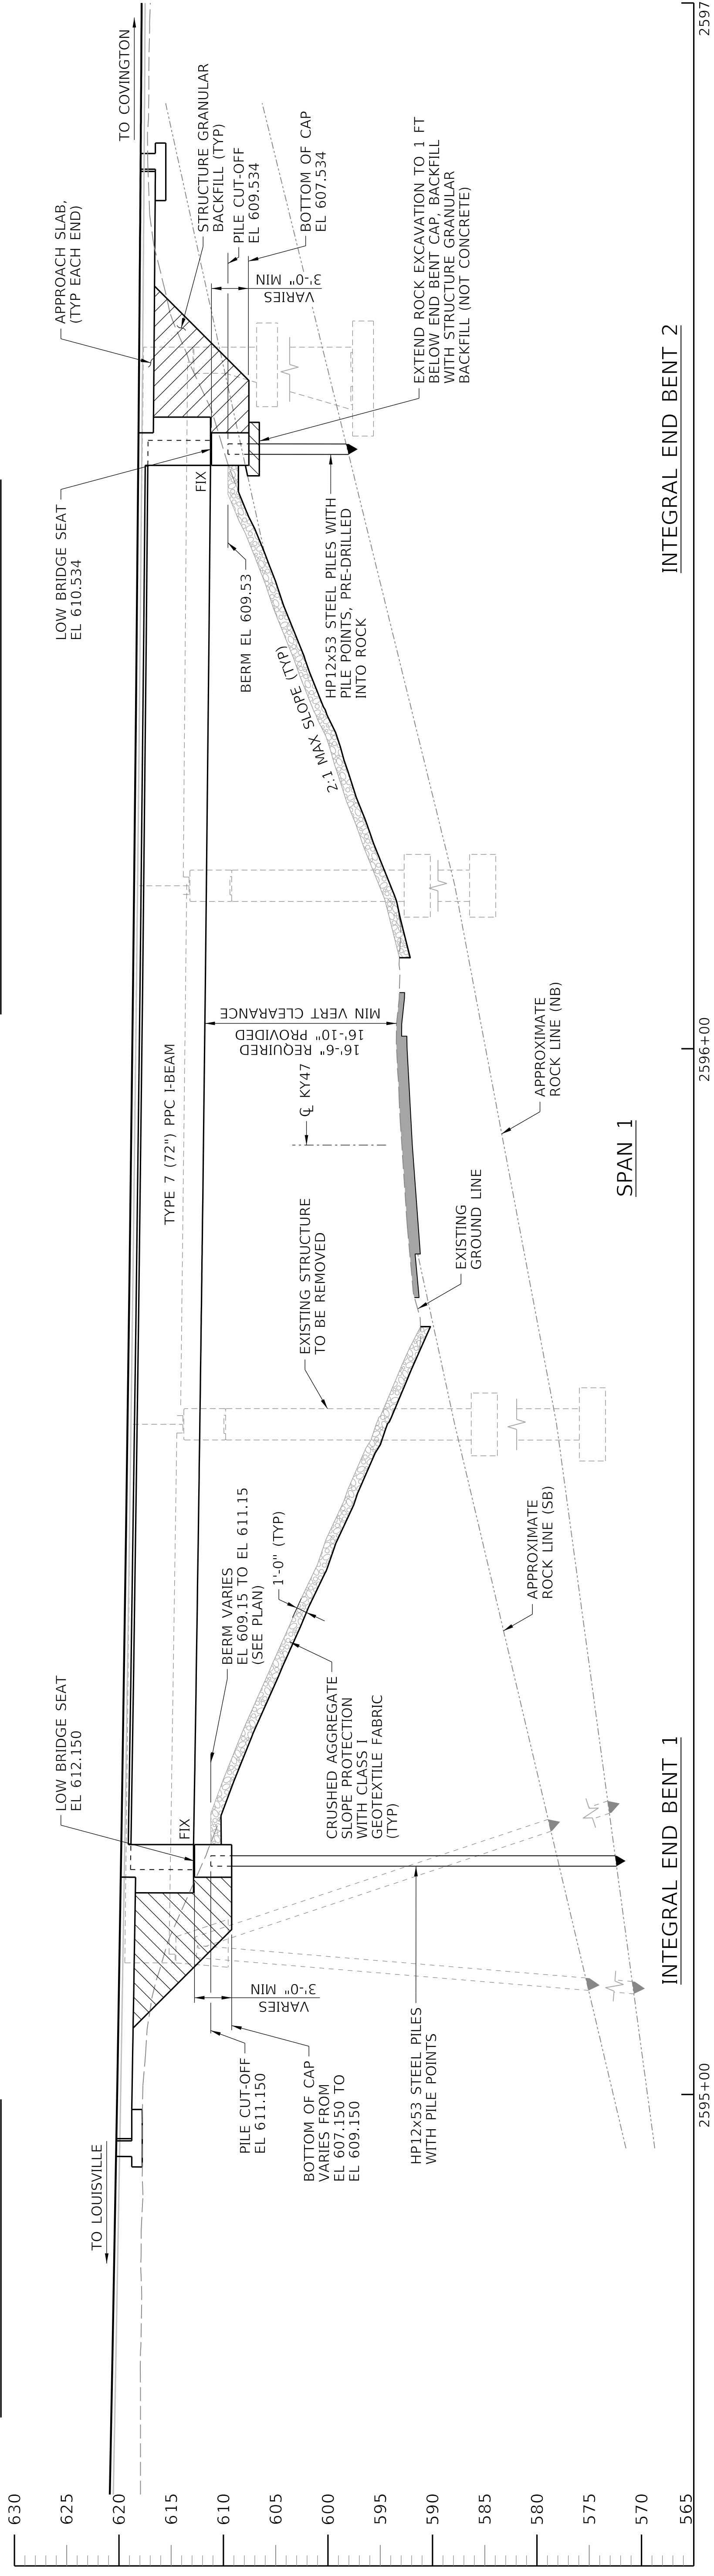 TO LOUISVILLE
LOW BRIDGE SEAT
EL 612.150
LOW BRIDGE SEAT
EL 610.534
APPROACH SLAB,
(TYP EACH END)
TO COVINGTON
STRUCTURE GRANULAR
BACKFILL (TYP)
PILE CUT-OFF
EL 609.534
BOTTOM OF CAP
EL 607.534
VARIES
3'-0" MIN
FIX
TYPE 7 (72") PPC I-BEAM
FIX
BERM VARIES
EL 609.15 TO EL 611.15
(SEE PLAN)
1'-0" (TYP)
EXISTING STRUCTURE
TO BE REMOVED
℄ KY47
16'-6" REQUIRED
16'-10" PROVIDED
MIN VERT CLEARANCE
2:1 MAX SLOPE (TYP)
BERM EL 609.53
HP12x53 STEEL PILES WITH
PILE POINTS, PRE-DRILLED
INTO ROCK
EXTEND ROCK EXCAVATION TO 1 FT
BELOW END BENT CAP, BACKFILL
WITH STRUCTURE GRANULAR
BACKFILL (NOT CONCRETE)
VARIES
3'-0" MIN
PILE CUT-OFF
EL 611.150
BOTTOM OF CAP
VARIES FROM
EL 607.150 TO
EL 609.150
HP12x53 STEEL PILES
WITH PILE POINTS
CRUSHED AGGREGATE
SLOPE PROTECTION
WITH CLASS I
GEOTEXTILE FABRIC
(TYP)
EXISTING
GROUND LINE
APPROXIMATE
ROCK LINE (SB)
APPROXIMATE
ROCK LINE (NB)
INTEGRAL END BENT 1
SPAN 1
INTEGRAL END BENT 2
630
625
620
615
610
605
600
595
590
585
580
575
570
565
2595+00
2596+00
2597